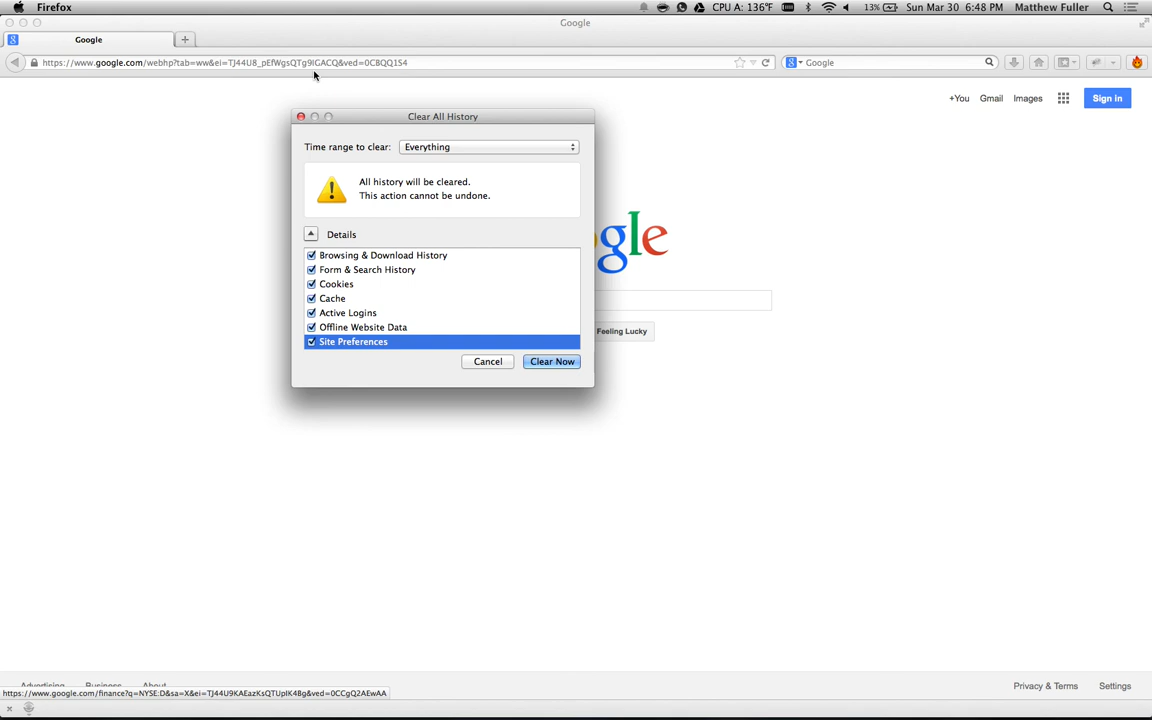 Firefox CPU A: 136°F 13% Sun Mar 30 6:48 PM Matthew Fuller
Google
Google
https://www.google.com/webhp?tab=ww&ei=TJ44U8_pEfWgsQTg9IGACQ&ved=0CBQQ1S4 Google
+You Gmail Images Sign in
Clear All History
Time range to clear: Everything
All history will be cleared.
This action cannot be undone.
Details
gle
Browsing & Download History
Form & Search History
Cookies
Cache
Active Logins
Offline Website Data
Feeling Lucky
Site Preferences
Cancel Clear Now
Advertising Business About Privacy & Terms Settings
https://www.google.com/finance?q=NYSE:D&sa=X&ei=TJ44U9KAEazKsQTUpIK48g&ved=0CCgQ2AEwAA